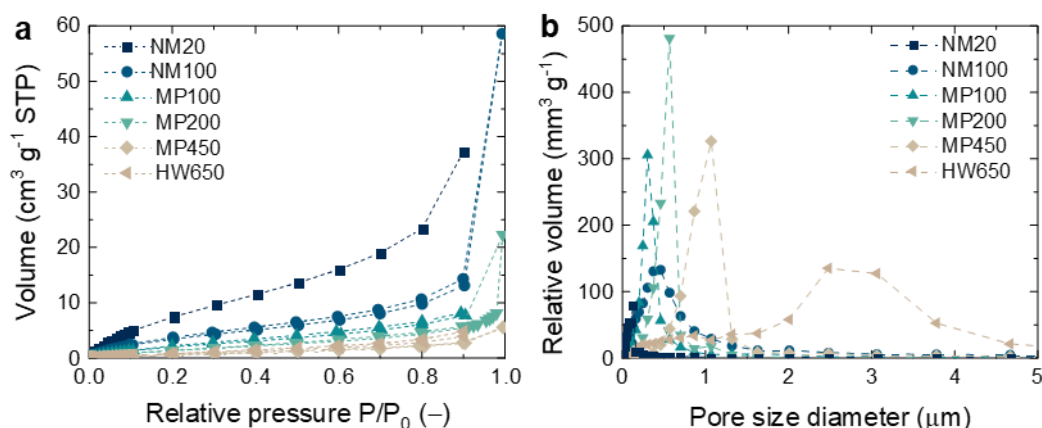 a
Volume (cm³ g⁻¹ STP)
60
50
40
30
20
10
0
0.0 0.2 0.4 0.6 0.8 1.0
Relative pressure P/P₀ (–)
NM20
NM100
MP100
MP200
MP450
HW650
b
Relative volume (mm³ g⁻¹)
500
400
300
200
100
0
0 1 2 3 4 5
Pore size diameter (μm)
NM20
NM100
MP100
MP200
MP450
HW650